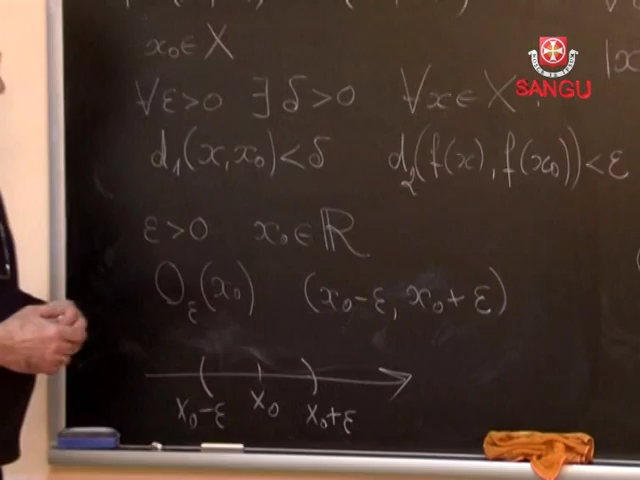 x₀ ∈ X
SANGU
∀ε>0 ∃δ>0 ∀x∈X :
d₁(x, x₀) < δ d₂(f(x), f(x₀)) < ε
ε>0 x₀∈ℝ
O_ε(x₀) (x₀−ε, x₀+ε)
x₀−ε x₀ x₀+ε